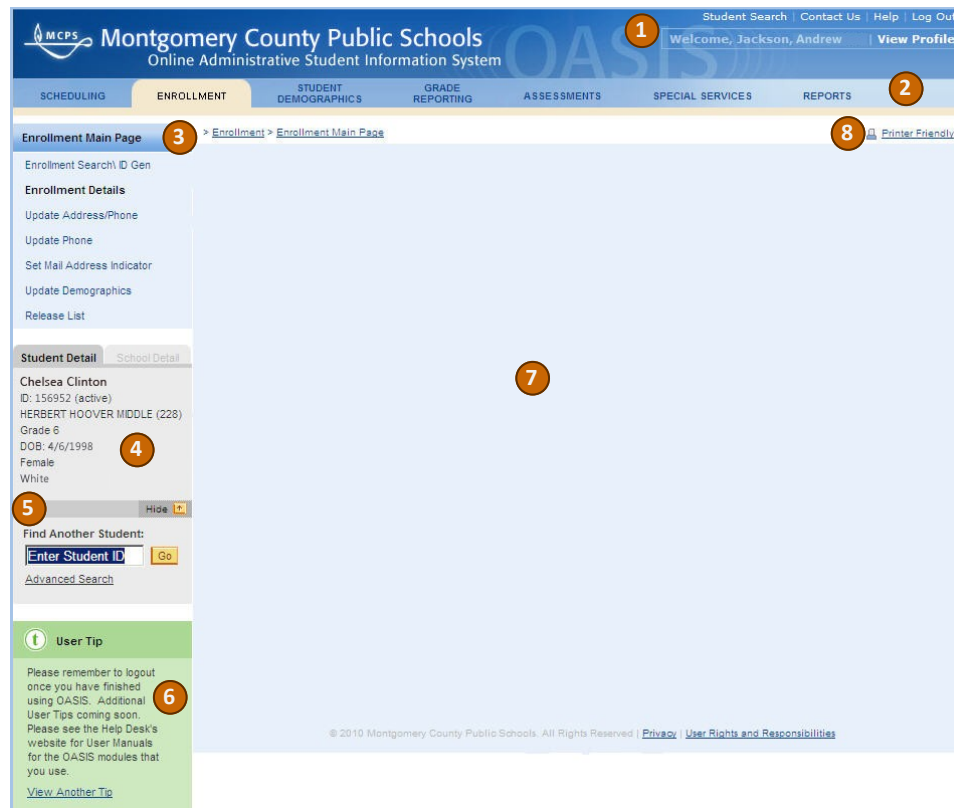 Student Search | Contact Us | Help | Log Out
MCPS Montgomery County Public Schools
Online Administrative Student Information System
OASIS
1
Welcome, Jackson, Andrew | View Profile
SCHEDULING
ENROLLMENT
STUDENT DEMOGRAPHICS
GRADE REPORTING
ASSESSMENTS
SPECIAL SERVICES
REPORTS
2
Enrollment Main Page
3
> Enrollment > Enrollment Main Page
8
Printer Friendly
Enrollment Search\ ID Gen
Enrollment Details
Update Address/Phone
Update Phone
Set Mail Address Indicator
Update Demographics
Release List
Student Detail
School Detail
Chelsea Clinton
ID: 156952 (active)
HERBERT HOOVER MIDDLE (228)
Grade 6
DOB: 4/6/1998
Female
White
4
5
Hide
Find Another Student:
Enter Student ID
Go
Advanced Search
7
t User Tip
Please remember to logout
once you have finished
using OASIS. Additional
User Tips coming soon.
Please see the Help Desk's
website for User Manuals
for the OASIS modules that
you use.
View Another Tip
6
© 2010 Montgomery County Public Schools. All Rights Reserved | Privacy | User Rights and Responsibilities